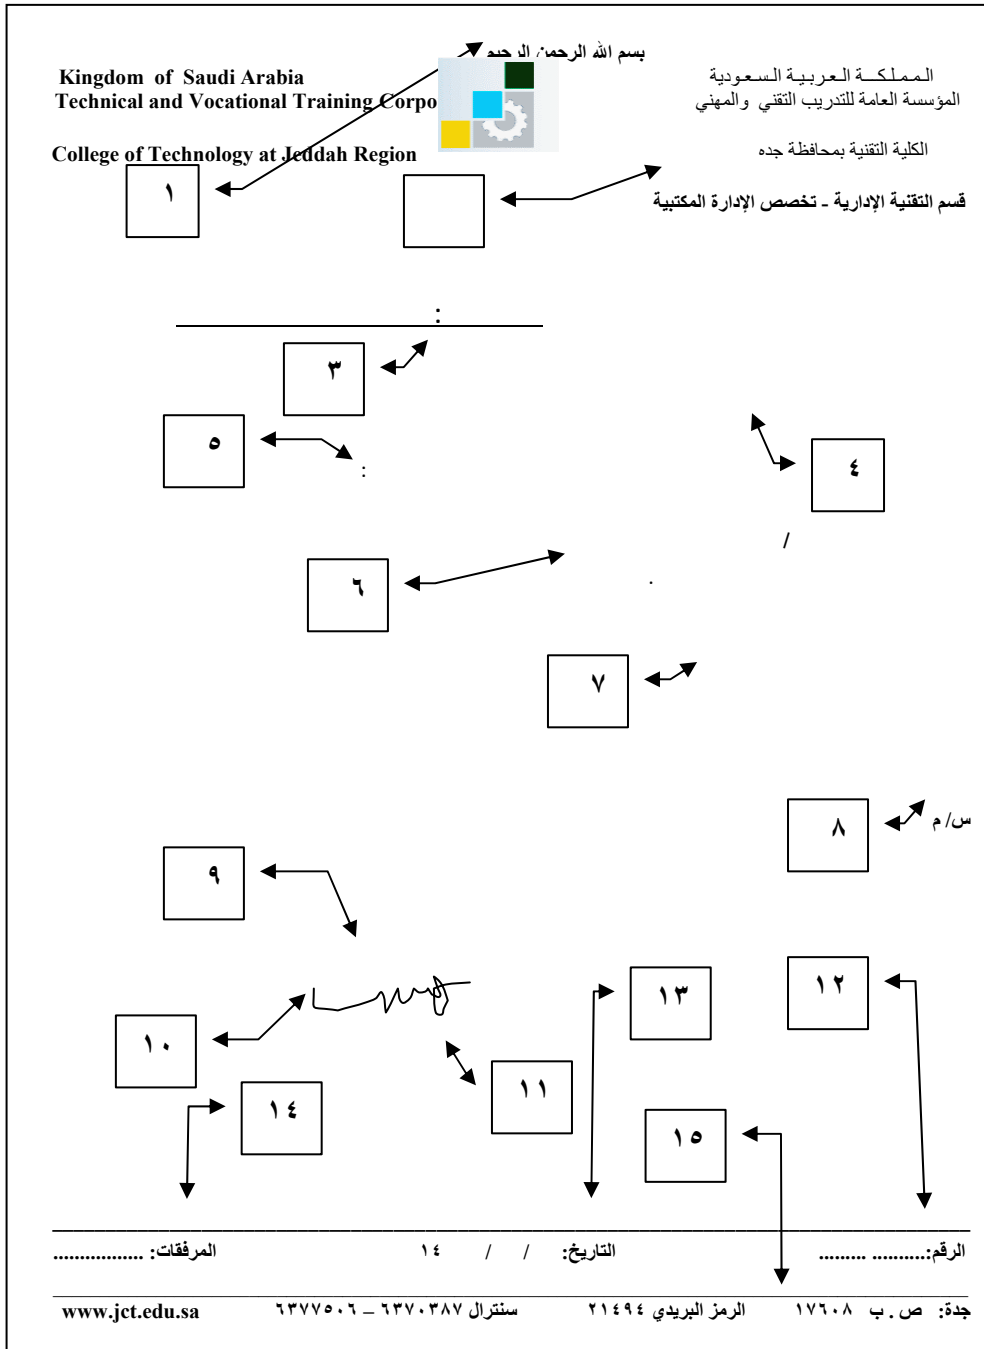 بسم الله الرحمن الرحيم
المملكة العربية السعودية
Kingdom of Saudi Arabia
المؤسسة العامة للتدريب التقني والمهني
Technical and Vocational Training Corpo
الكلية التقنية بمحافظة جده
College of Technology at Jeddah Region
قسم التقنية الإدارية - تخصص الإدارة المكتبية
١
:
٣
٥
٤
:
/
٦
.
٧
س/ م
٨
٩
١٣
١٢
١٠
١١
١٤
١٥
الرقم:.......... ......... التاريخ: / / ١٤ المرفقات: .................
جدة: ص . ب ١٧٦٠٨ الرمز البريدي ٢١٤٩٤ سنترال ٦٣٧٠٣٨٧ – ٦٣٧٧٥٠٦ www.jct.edu.sa